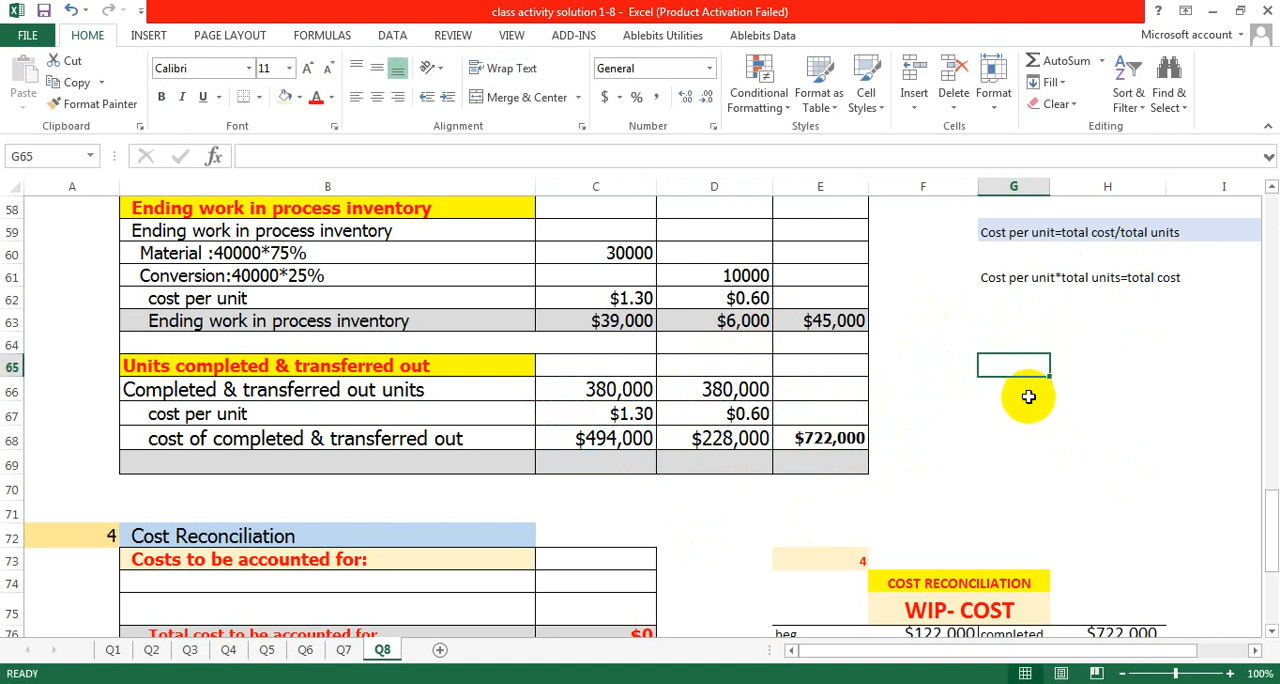 class activity solution 1-8 - Excel (Product Activation Failed)
FILE HOME INSERT PAGE LAYOUT FORMULAS DATA REVIEW VIEW ADD-INS Ablebits Utilities Ablebits Data Microsoft account
Cut
Copy
Format Painter
Paste
Clipboard
Calibri 11
B I U
Font
Wrap Text
Merge & Center
Alignment
General
$ % ,
Number
Conditional Formatting
Format as Table
Cell Styles
Styles
Insert Delete Format
Cells
AutoSum
Fill
Clear
Sort & Filter
Find & Select
Editing
G65 fx
A B C D E F G H I
58 Ending work in process inventory
59 Ending work in process inventory Cost per unit=total cost/total units
60 Material :40000*75% 30000
61 Conversion:40000*25% 10000 Cost per unit*total units=total cost
62 cost per unit $1.30 $0.60
63 Ending work in process inventory $39,000 $6,000 $45,000
64
65 Units completed & transferred out
66 Completed & transferred out units 380,000 380,000
67 cost per unit $1.30 $0.60
68 cost of completed & transferred out $494,000 $228,000 $722,000
69
70
71
72 4 Cost Reconciliation
73 Costs to be accounted for: 4
74 COST RECONCILIATION
75 WIP- COST
76 Total cost to be accounted for $0 beg $122,000 completed $722,000
Q1 Q2 Q3 Q4 Q5 Q6 Q7 Q8
READY 100%